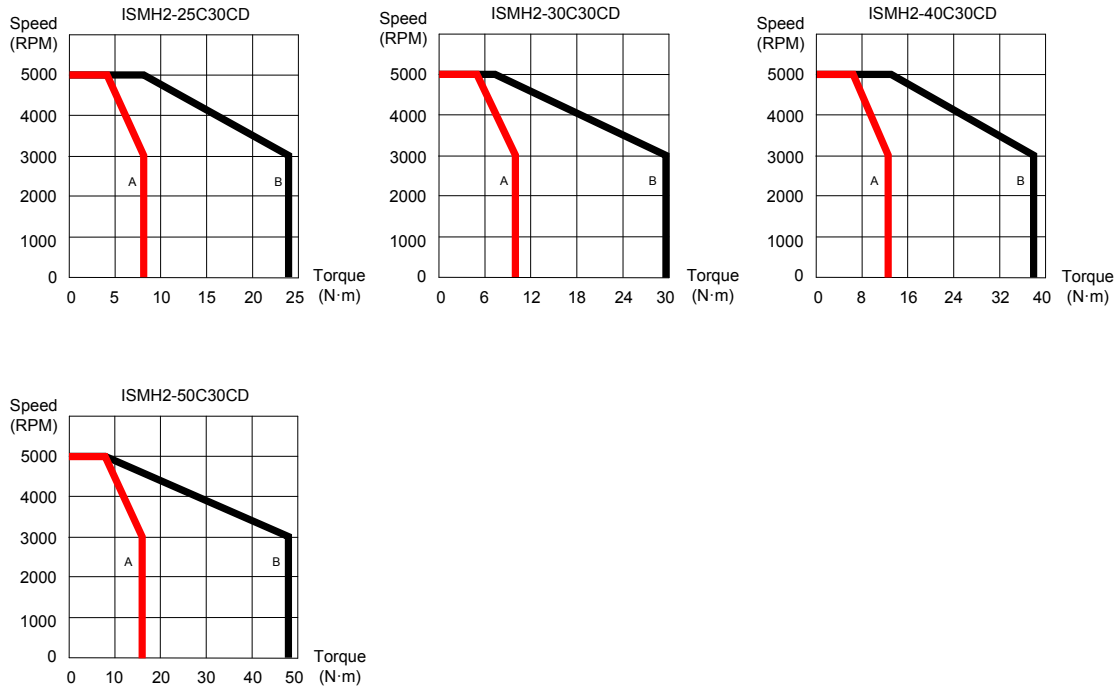 ISMH2-25C30CD
Speed
(RPM)
5000
4000
3000
2000
1000
0
A
B
0 5 10 15 20 25
Torque
(N·m)
ISMH2-30C30CD
Speed
(RPM)
5000
4000
3000
2000
1000
0
A
B
0 6 12 18 24 30
Torque
(N·m)
ISMH2-40C30CD
Speed
(RPM)
5000
4000
3000
2000
1000
0
A
B
0 8 16 24 32 40
Torque
(N·m)
ISMH2-50C30CD
Speed
(RPM)
5000
4000
3000
2000
1000
0
A
B
0 10 20 30 40 50
Torque
(N·m)